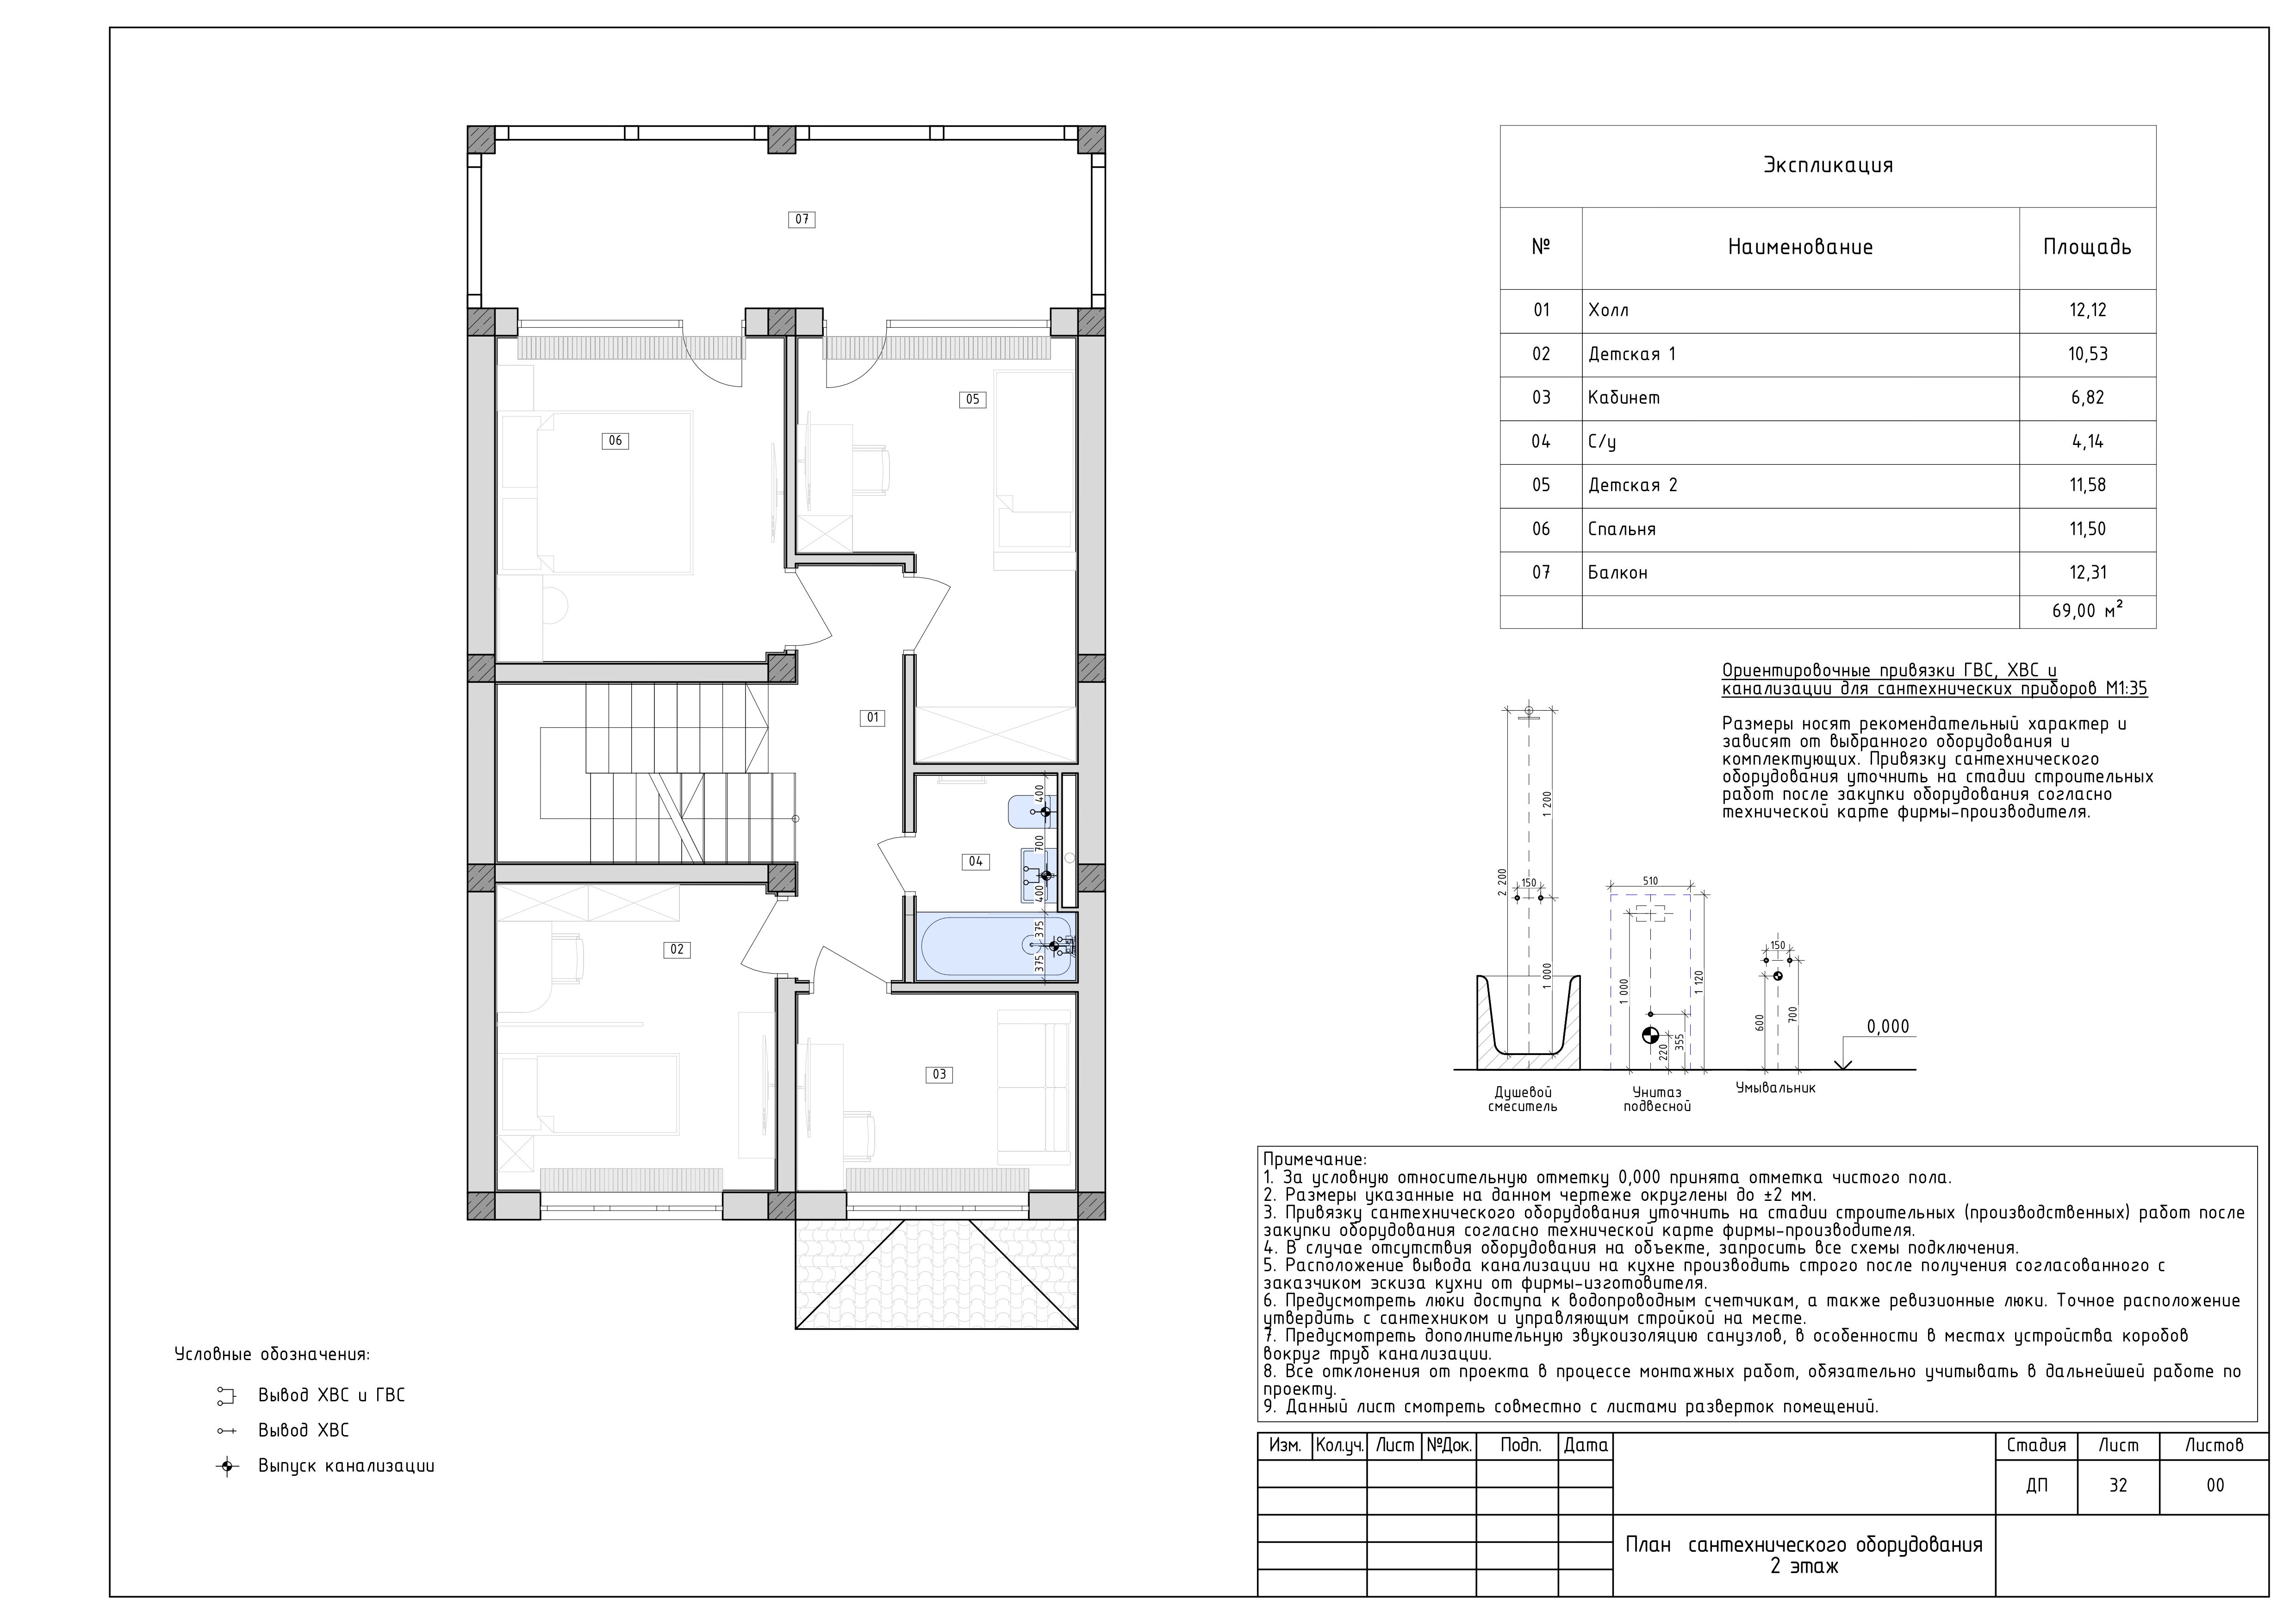 07
06
05
01
04
02
03
400
700
400
375
375
Экспликация
№ Наименование Площадь
01 Холл 12,12
02 Детская 1 10,53
03 Кабинет 6,82
04 С/у 4,14
05 Детская 2 11,58
06 Спальня 11,50
07 Балкон 12,31
69,00 м²
Ориентировочные привязки ГВС, ХВС и
канализации для сантехнических приборов М1:35
Размеры носят рекомендательный характер и
зависят от выбранного оборудования и
комплектующих. Привязку сантехнического
оборудования уточнить на стадии строительных
работ после закупки оборудования согласно
технической карте фирмы-производителя.
1 200
2 200
150
1 000
510
1 000
1 120
220
355
150
600
700
0,000
Душевой
смеситель
Унитаз
подвесной
Умывальник
Примечание:
1. За условную относительную отметку 0,000 принята отметка чистого пола.
2. Размеры указанные на данном чертеже округлены до ±2 мм.
3. Привязку сантехнического оборудования уточнить на стадии строительных (производственных) работ после
закупки оборудования согласно технической карте фирмы-производителя.
4. В случае отсутствия оборудования на объекте, запросить все схемы подключения.
5. Расположение вывода канализации на кухне производить строго после получения согласованного с
заказчиком эскиза кухни от фирмы-изготовителя.
6. Предусмотреть люки доступа к водопроводным счетчикам, а также ревизионные люки. Точное расположение
утвердить с сантехником и управляющим стройкой на месте.
7. Предусмотреть дополнительную звукоизоляцию санузлов, в особенности в местах устройства коробов
вокруг труб канализации.
8. Все отклонения от проекта в процессе монтажных работ, обязательно учитывать в дальнейшей работе по
проекту.
9. Данный лист смотреть совместно с листами разверток помещений.
Условные обозначения:
Вывод ХВС и ГВС
Вывод ХВС
Выпуск канализации
Изм. Кол.уч. Лист №Док. Подп. Дата
Стадия Лист Листов
ДП 32 00
План сантехнического оборудования
2 этаж